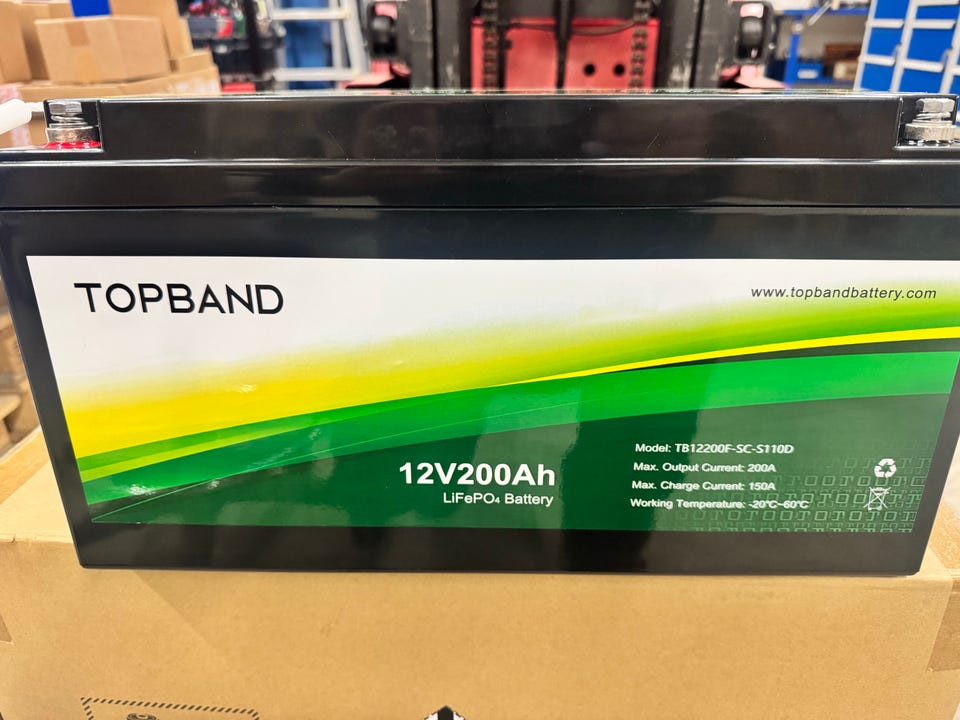 TOPBAND
www.topbandbattery.com
12V200Ah
LiFePO₄ Battery
Model: TB12200F-SC-S110D
Max. Output Current: 200A
Max. Charge Current: 150A
Working Temperature: -20℃~60℃